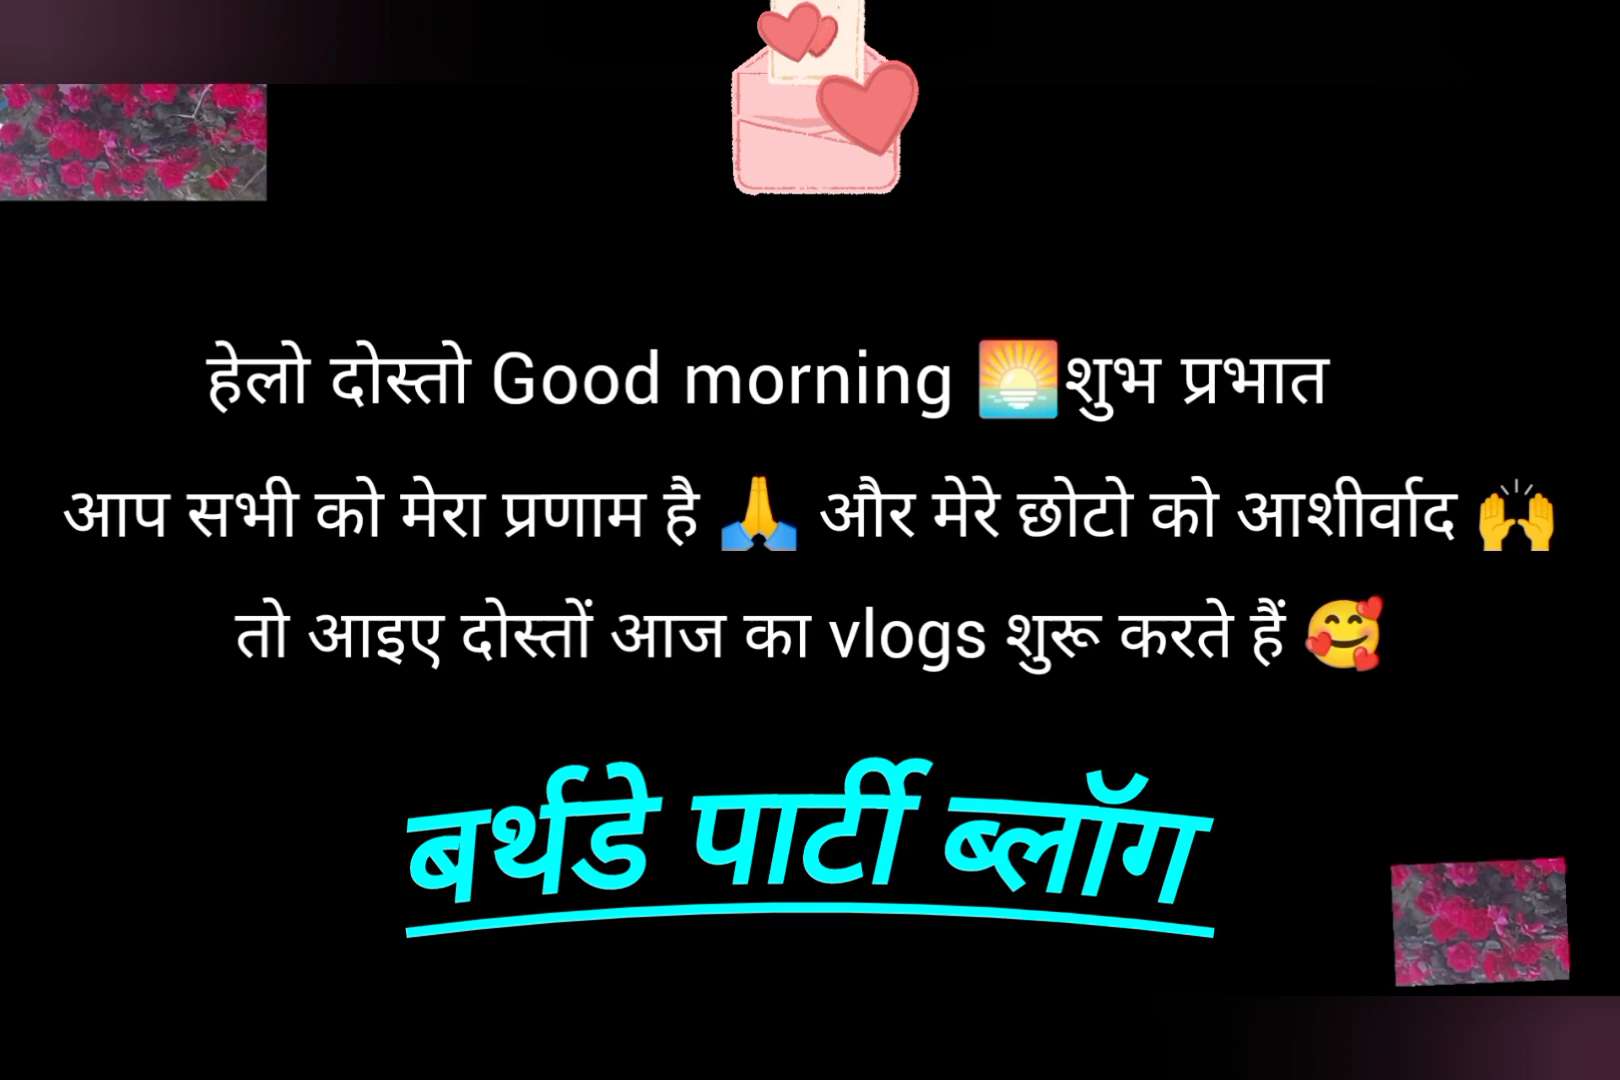 हेलो दोस्तो Good morning 🌅शुभ प्रभात
आप सभी को मेरा प्रणाम है 🙏 और मेरे छोटो को आशीर्वाद 🙌
तो आइए दोस्तों आज का vlogs शुरू करते हैं 🥰
बर्थडे पार्टी ब्लॉग